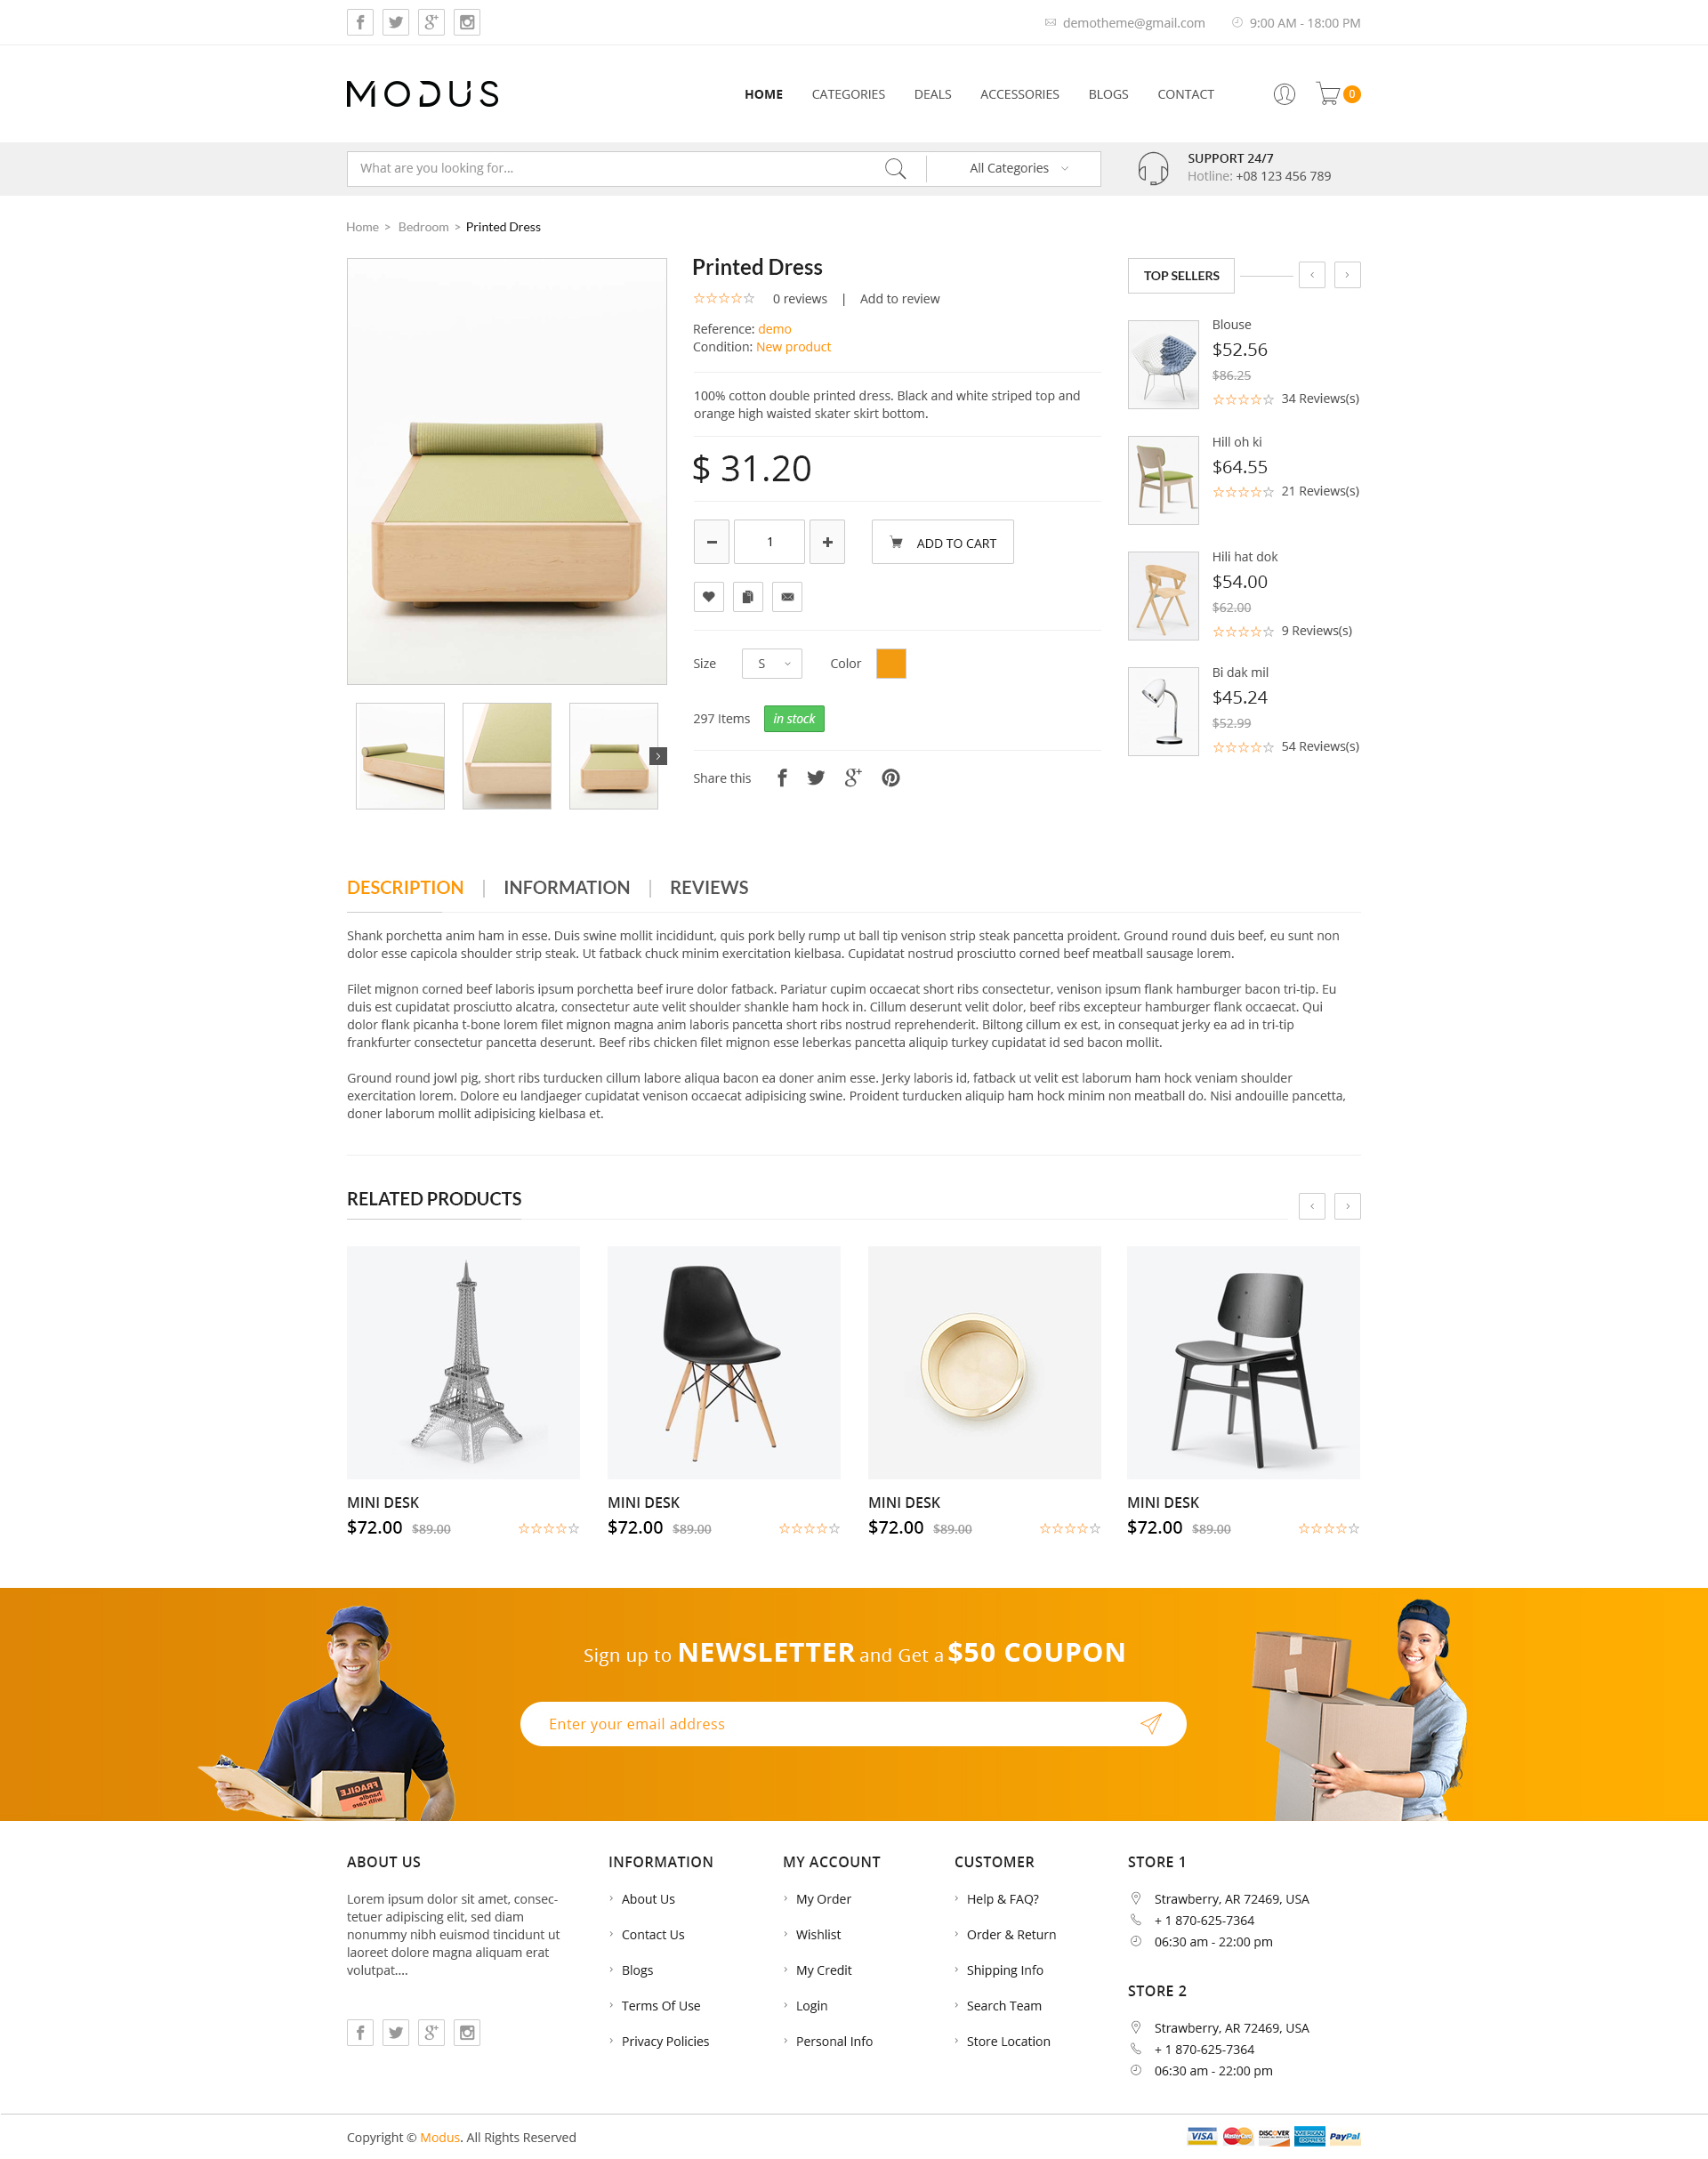 demotheme@gmail.com 9:00 AM - 18:00 PM
MODUS
HOME CATEGORIES DEALS ACCESSORIES BLOGS CONTACT 0
What are you looking for... All Categories
SUPPORT 24/7
Hotline: +08 123 456 789
Home > Bedroom > Printed Dress
Printed Dress
0 reviews | Add to review
Reference: demo
Condition: New product
100% cotton double printed dress. Black and white striped top and
orange high waisted skater skirt bottom.
$ 31.20
1 ADD TO CART
Size S Color
297 Items in stock
Share this
TOP SELLERS
Blouse
$52.56
$86.25
34 Reviews(s)
Hill oh ki
$64.55
21 Reviews(s)
Hili hat dok
$54.00
$62.00
9 Reviews(s)
Bi dak mil
$45.24
$52.99
54 Reviews(s)
DESCRIPTION | INFORMATION | REVIEWS
Shank porchetta anim ham in esse. Duis swine mollit incididunt, quis pork belly rump ut ball tip venison strip steak pancetta proident. Ground round duis beef, eu sunt non
dolor esse capicola shoulder strip steak. Ut fatback chuck minim exercitation kielbasa. Cupidatat nostrud prosciutto corned beef meatball sausage lorem.
Filet mignon corned beef laboris ipsum porchetta beef irure dolor fatback. Pariatur cupim occaecat short ribs consectetur, venison ipsum flank hamburger bacon tri-tip. Eu
duis est cupidatat prosciutto alcatra, consectetur aute velit shoulder shankle ham hock in. Cillum deserunt velit dolor, beef ribs excepteur hamburger flank occaecat. Qui
dolor flank picanha t-bone lorem filet mignon magna anim laboris pancetta short ribs nostrud reprehenderit. Biltong cillum ex est, in consequat jerky ea ad in tri-tip
frankfurter consectetur pancetta deserunt. Beef ribs chicken filet mignon esse leberkas pancetta aliquip turkey cupidatat id sed bacon mollit.
Ground round jowl pig, short ribs turducken cillum labore aliqua bacon ea doner anim esse. Jerky laboris id, fatback ut velit est laborum ham hock veniam shoulder
exercitation lorem. Dolore eu landjaeger cupidatat venison occaecat adipisicing swine. Proident turducken aliquip ham hock minim non meatball do. Nisi andouille pancetta,
doner laborum mollit adipisicing kielbasa et.
RELATED PRODUCTS
MINI DESK
$72.00 $89.00
MINI DESK
$72.00 $89.00
MINI DESK
$72.00 $89.00
MINI DESK
$72.00 $89.00
Sign up to NEWSLETTER and Get a $50 COUPON
Enter your email address
FRAGILE
handle
with care
ABOUT US
Lorem ipsum dolor sit amet, consec-
tetuer adipiscing elit, sed diam
nonummy nibh euismod tincidunt ut
laoreet dolore magna aliquam erat
volutpat....
INFORMATION
About Us
Contact Us
Blogs
Terms Of Use
Privacy Policies
MY ACCOUNT
My Order
Wishlist
My Credit
Login
Personal Info
CUSTOMER
Help & FAQ?
Order & Return
Shipping Info
Search Team
Store Location
STORE 1
Strawberry, AR 72469, USA
+ 1 870-625-7364
06:30 am - 22:00 pm
STORE 2
Strawberry, AR 72469, USA
+ 1 870-625-7364
06:30 am - 22:00 pm
Copyright © Modus. All Rights Reserved
VISA MasterCard DISCOVER AMERICAN EXPRESS PayPal